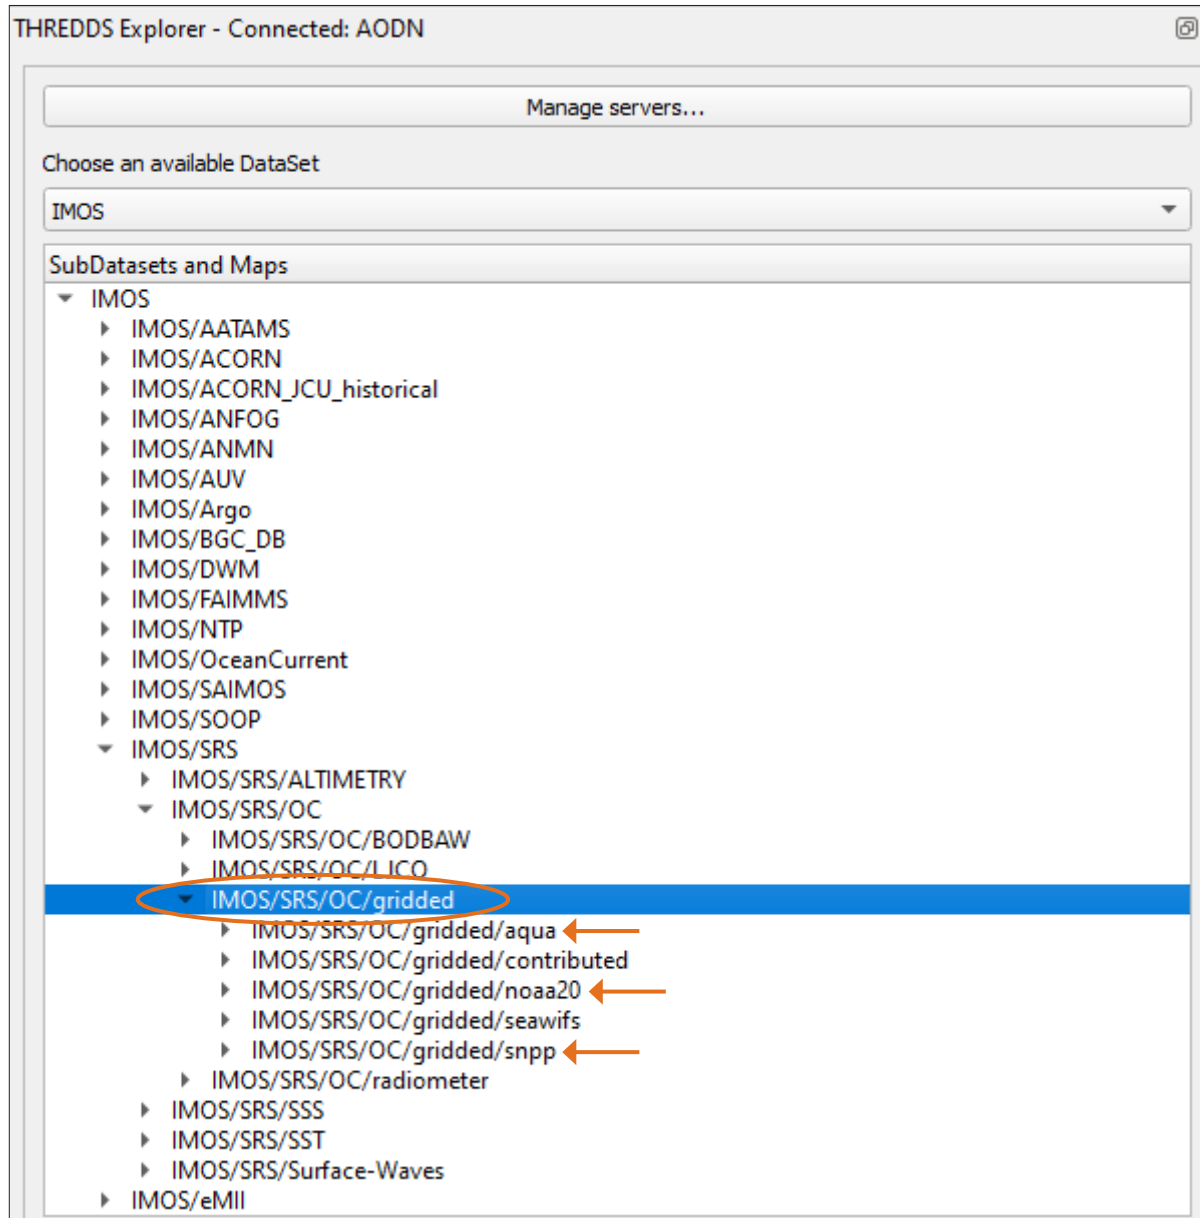 THREDDS Explorer - Connected: AODN
Manage servers...
Choose an available DataSet
IMOS
SubDatasets and Maps
IMOS
IMOS/AATAMS
IMOS/ACORN
IMOS/ACORN_JCU_historical
IMOS/ANFOG
IMOS/ANMN
IMOS/AUV
IMOS/Argo
IMOS/BGC_DB
IMOS/DWM
IMOS/FAIMMS
IMOS/NTP
IMOS/OceanCurrent
IMOS/SAIMOS
IMOS/SOOP
IMOS/SRS
IMOS/SRS/ALTIMETRY
IMOS/SRS/OC
IMOS/SRS/OC/BODBAW
IMOS/SRS/OC/LJCO
IMOS/SRS/OC/gridded
IMOS/SRS/OC/gridded/aqua
IMOS/SRS/OC/gridded/contributed
IMOS/SRS/OC/gridded/noaa20
IMOS/SRS/OC/gridded/seawifs
IMOS/SRS/OC/gridded/snpp
IMOS/SRS/OC/radiometer
IMOS/SRS/SSS
IMOS/SRS/SST
IMOS/SRS/Surface-Waves
IMOS/eMII